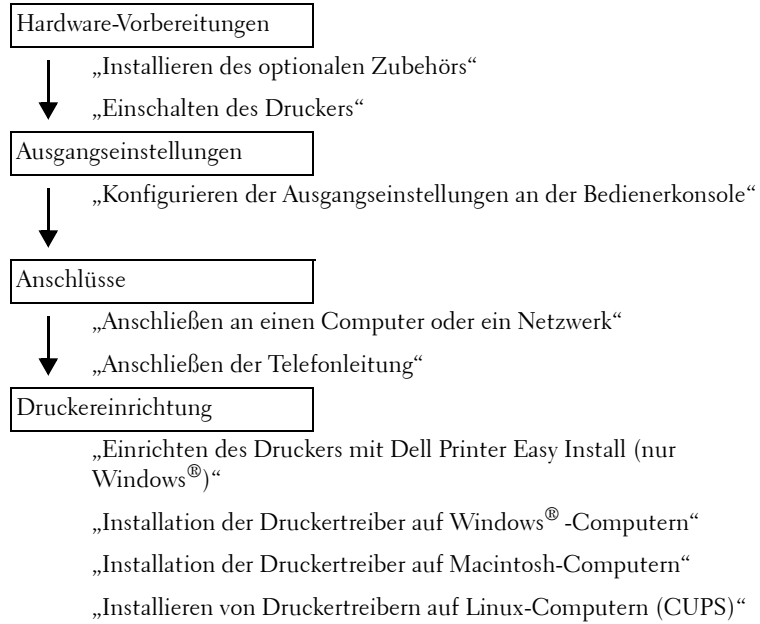 Hardware-Vorbereitungen
„Installieren des optionalen Zubehörs“
„Einschalten des Druckers“
Ausgangseinstellungen
„Konfigurieren der Ausgangseinstellungen an der Bedienerkonsole“
Anschlüsse
„Anschließen an einen Computer oder ein Netzwerk“
„Anschließen der Telefonleitung“
Druckereinrichtung
„Einrichten des Druckers mit Dell Printer Easy Install (nur
Windows®)“
„Installation der Druckertreiber auf Windows® -Computern“
„Installation der Druckertreiber auf Macintosh-Computern“
„Installieren von Druckertreibern auf Linux-Computern (CUPS)“